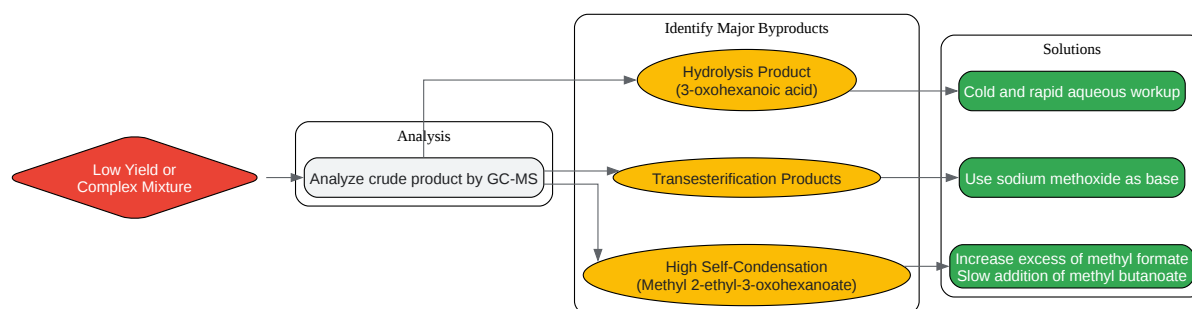 Low Yield or
Complex Mixture
Analysis
Analyze crude product by GC-MS
Identify Major Byproducts
Hydrolysis Product
(3-oxohexanoic acid)
Transesterification Products
High Self-Condensation
(Methyl 2-ethyl-3-oxohexanoate)
Solutions
Cold and rapid aqueous workup
Use sodium methoxide as base
Increase excess of methyl formate
Slow addition of methyl butanoate